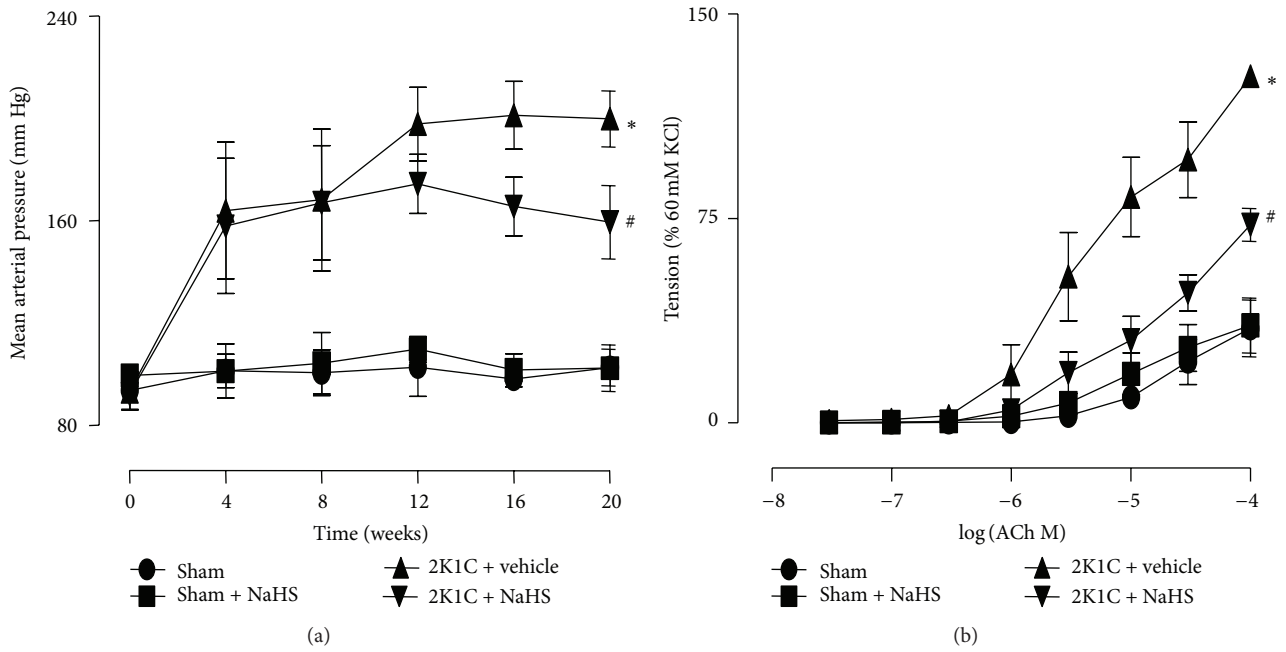 240
160
80
Mean arterial pressure (mm Hg)
*
#
0 4 8 12 16 20
Time (weeks)
Sham
Sham + NaHS
2K1C + vehicle
2K1C + NaHS
(a)
150
75
0
Tension (% 60 mM KCl)
*
#
−8 −7 −6 −5 −4
log (ACh M)
Sham
Sham + NaHS
2K1C + vehicle
2K1C + NaHS
(b)